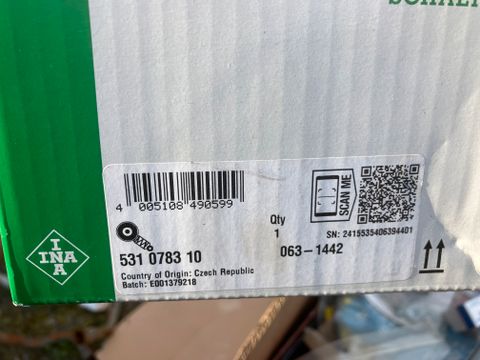 4 005108 490599
SCAN ME
Qty
1
SN: 2415535406394401
531 0783 10
063-1442
Country of Origin: Czech Republic
Batch: E001379218
INA
INA